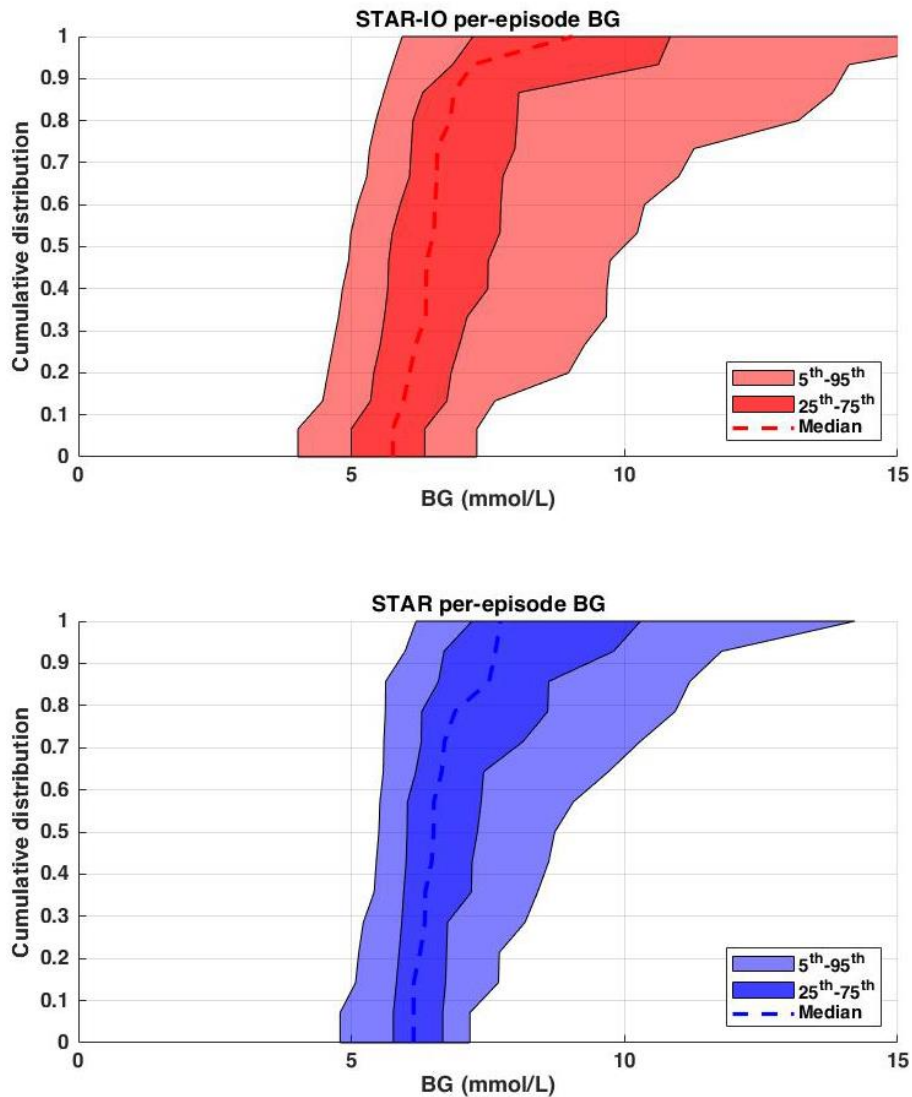 STAR-IO per-episode BG
Cumulative distribution
1
0.9
0.8
0.7
0.6
0.5
0.4
0.3
0.2
0.1
0
5th-95th
25th-75th
Median
0 5 10 15
BG (mmol/L)
STAR per-episode BG
Cumulative distribution
1
0.9
0.8
0.7
0.6
0.5
0.4
0.3
0.2
0.1
0
5th-95th
25th-75th
Median
0 5 10 15
BG (mmol/L)